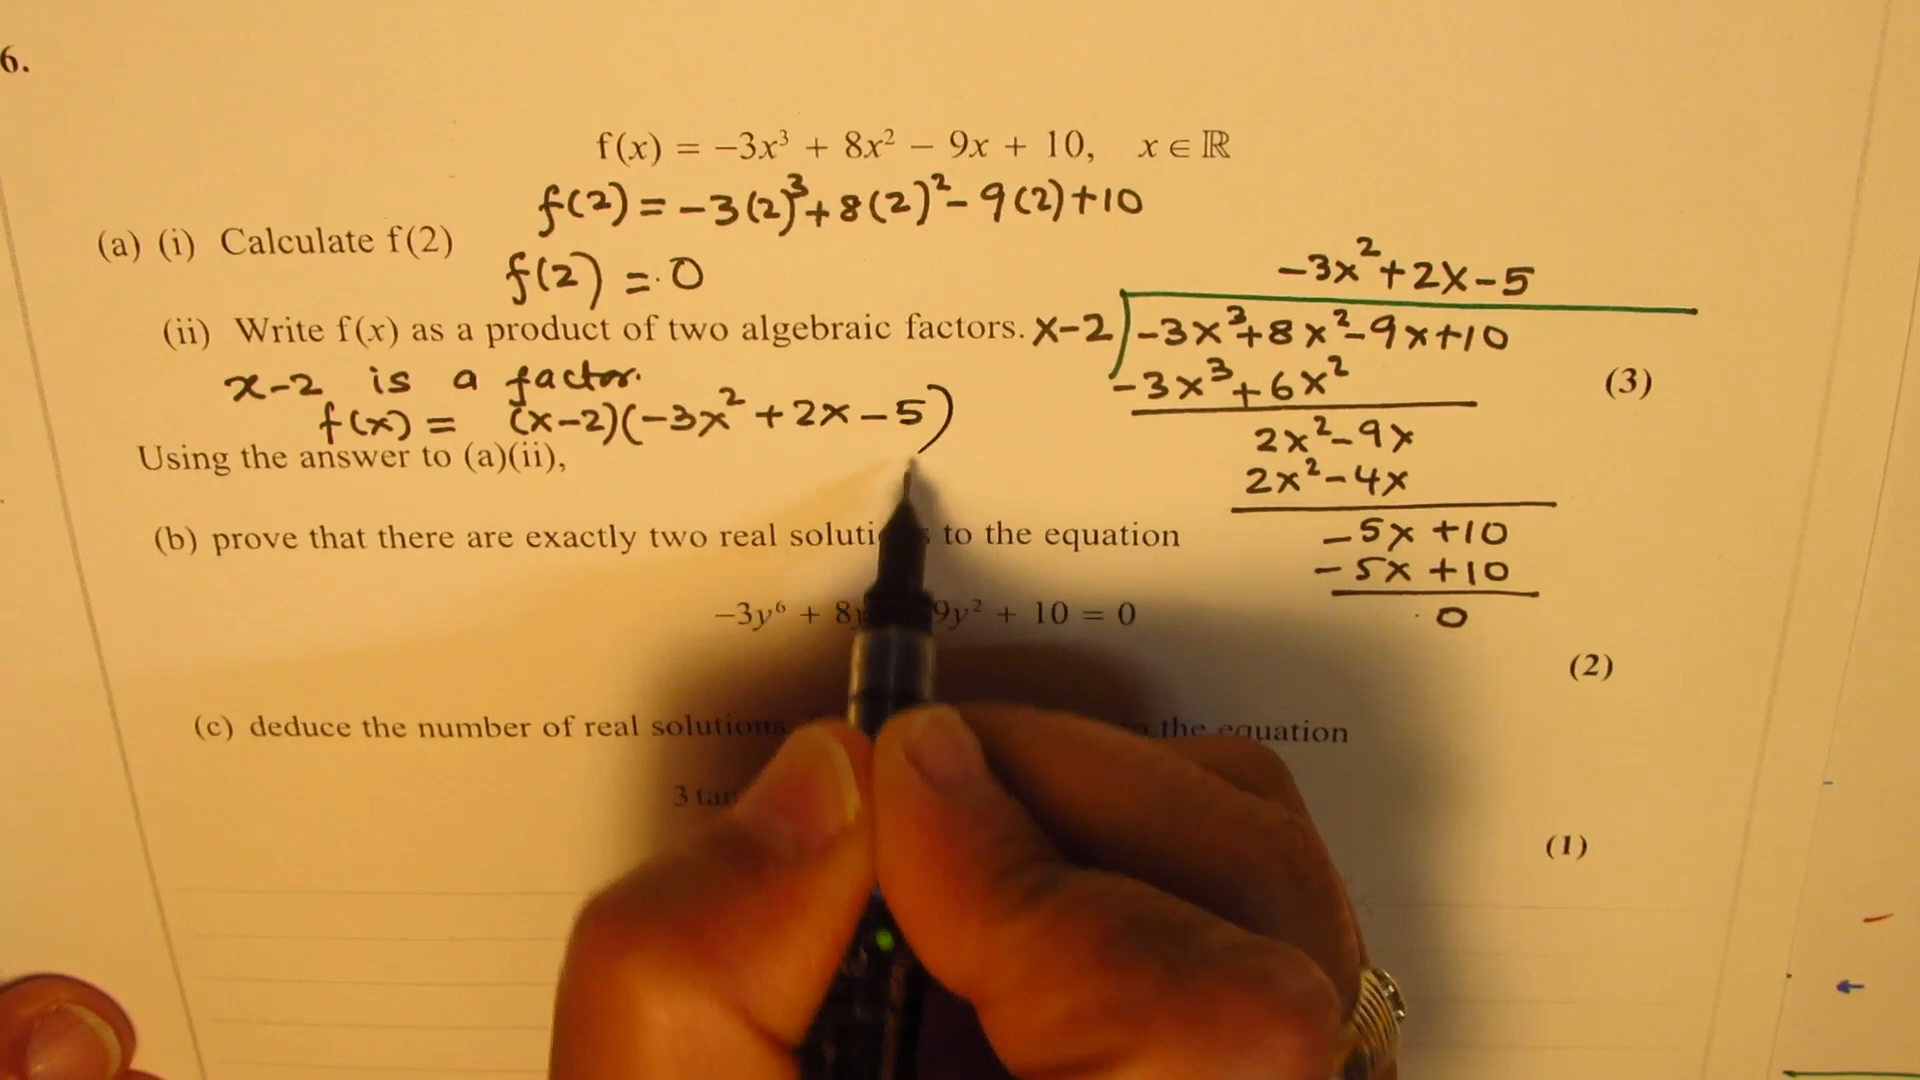 6.
f(x) = −3x³ + 8x² − 9x + 10, x ∈ ℝ
f(2) = -3(2)³+8(2)²-9(2)+10
(a) (i) Calculate f(2)
f(2) = 0
-3x²+2x-5
(ii) Write f(x) as a product of two algebraic factors.
x-2)-3x³+8x²-9x+10
x-2 is a factor.
-3x³+6x²
(3)
f(x) = (x-2)(-3x²+2x-5)
2x²-9x
Using the answer to (a)(ii),
2x²-4x
(b) prove that there are exactly two real to the equation
-5x+10
-5x+10
−3y⁶ + 8 9y² + 10 = 0
0
(2)
(c) deduce the number of real solutions the equation
3 tan
(1)